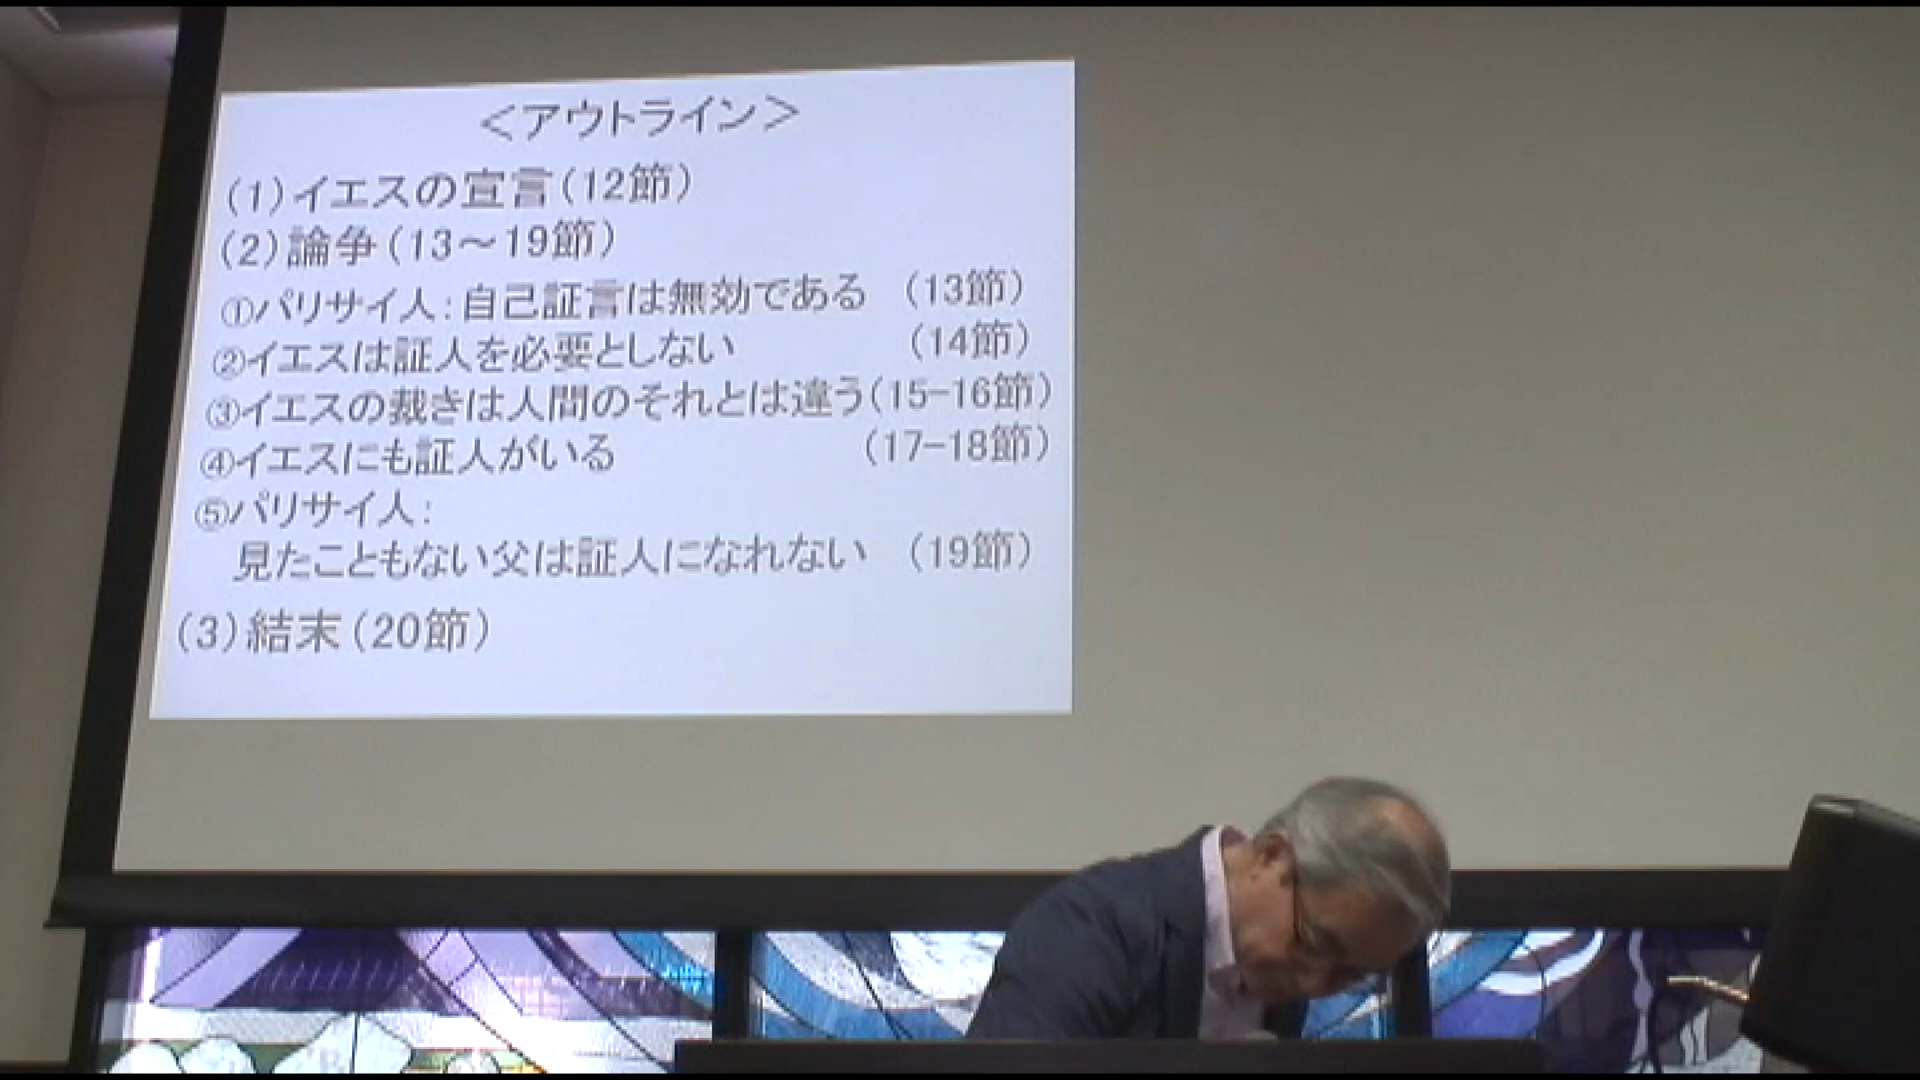 ＜アウトライン＞
(1)イエスの宣言(12節)
(2)論争(13～19節)
①パリサイ人:自己証言は無効である (13節)
②イエスは証人を必要としない (14節)
③イエスの裁きは人間のそれとは違う(15-16節)
④イエスにも証人がいる (17-18節)
⑤パリサイ人:
見たこともない父は証人になれない (19節)
(3)結末(20節)